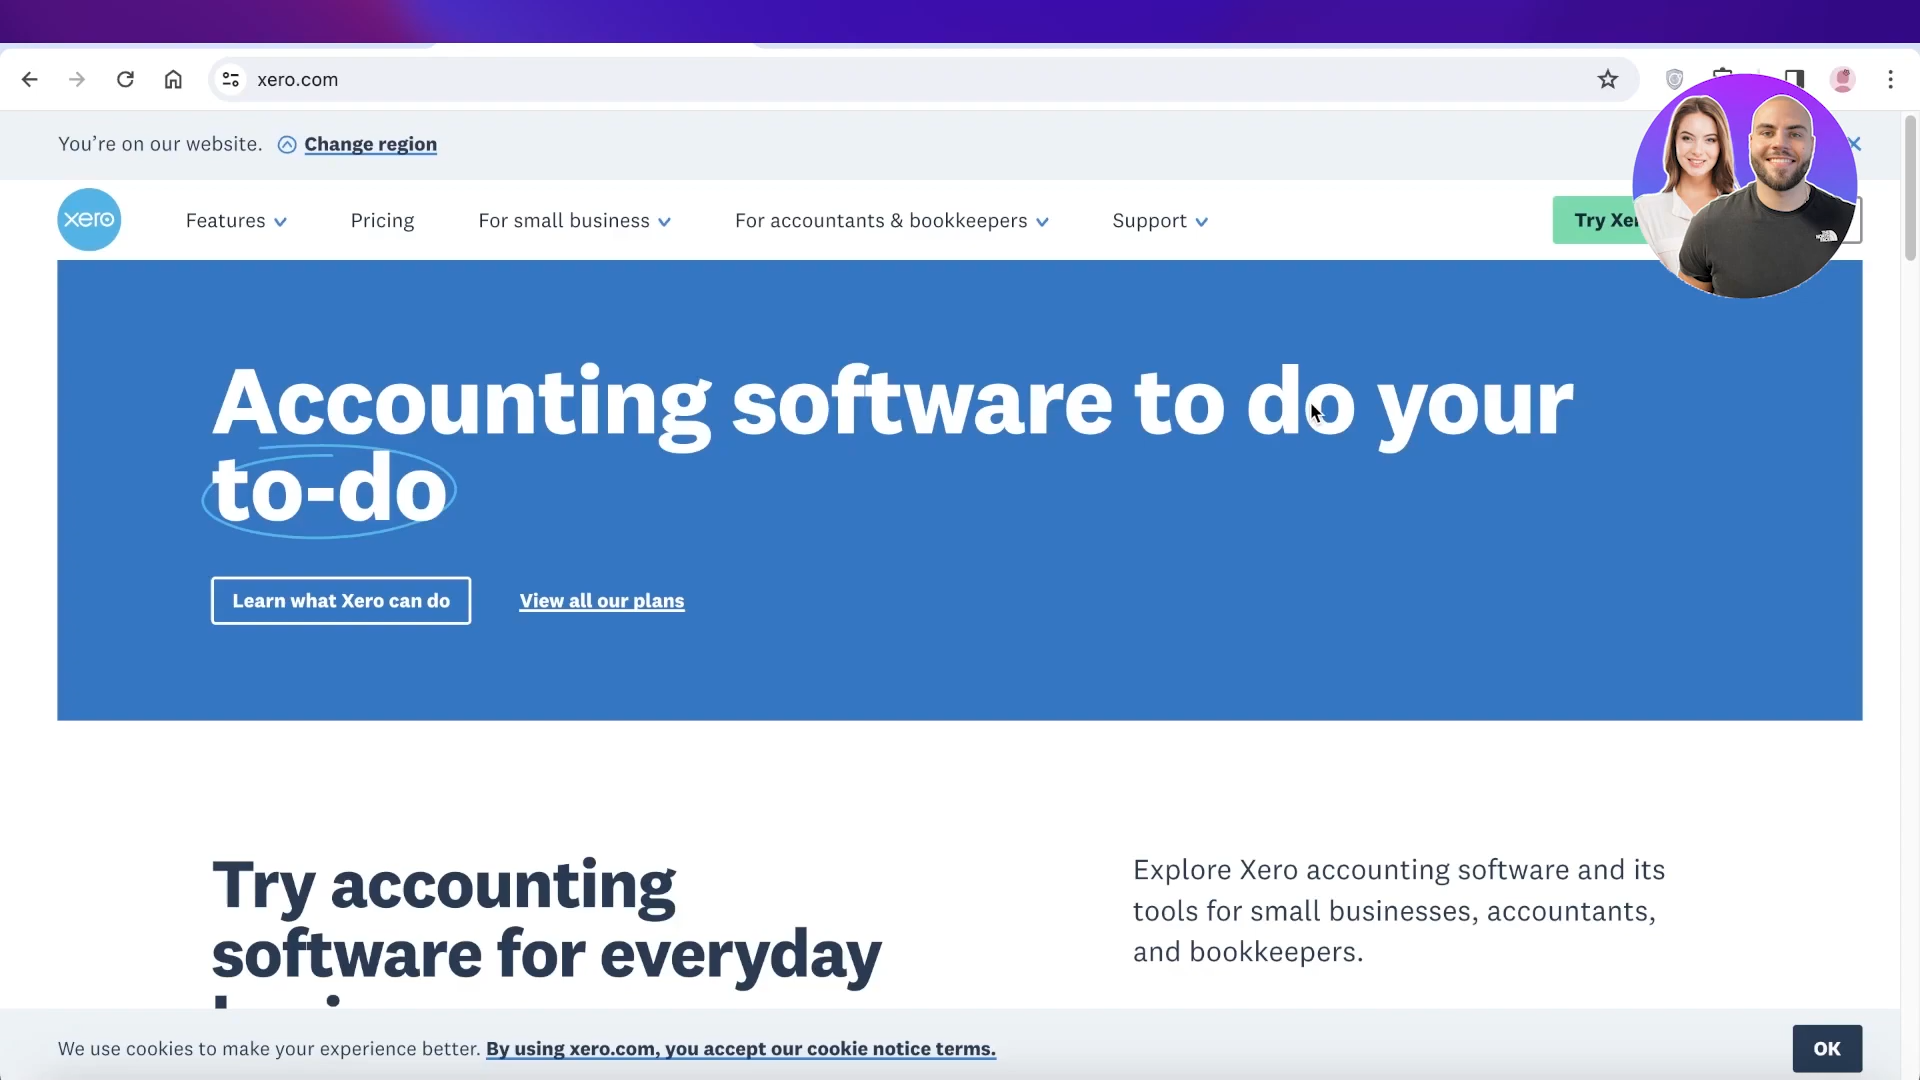 xero.com
You're on our website. Change region
xero Features Pricing For small business For accountants & bookkeepers Support Try
Accounting software to do your
to-do
Learn what Xero can do View all our plans
Try accounting
software for everyday
Explore Xero accounting software and its
tools for small businesses, accountants,
and bookkeepers.
We use cookies to make your experience better. By using xero.com, you accept our cookie notice terms. OK